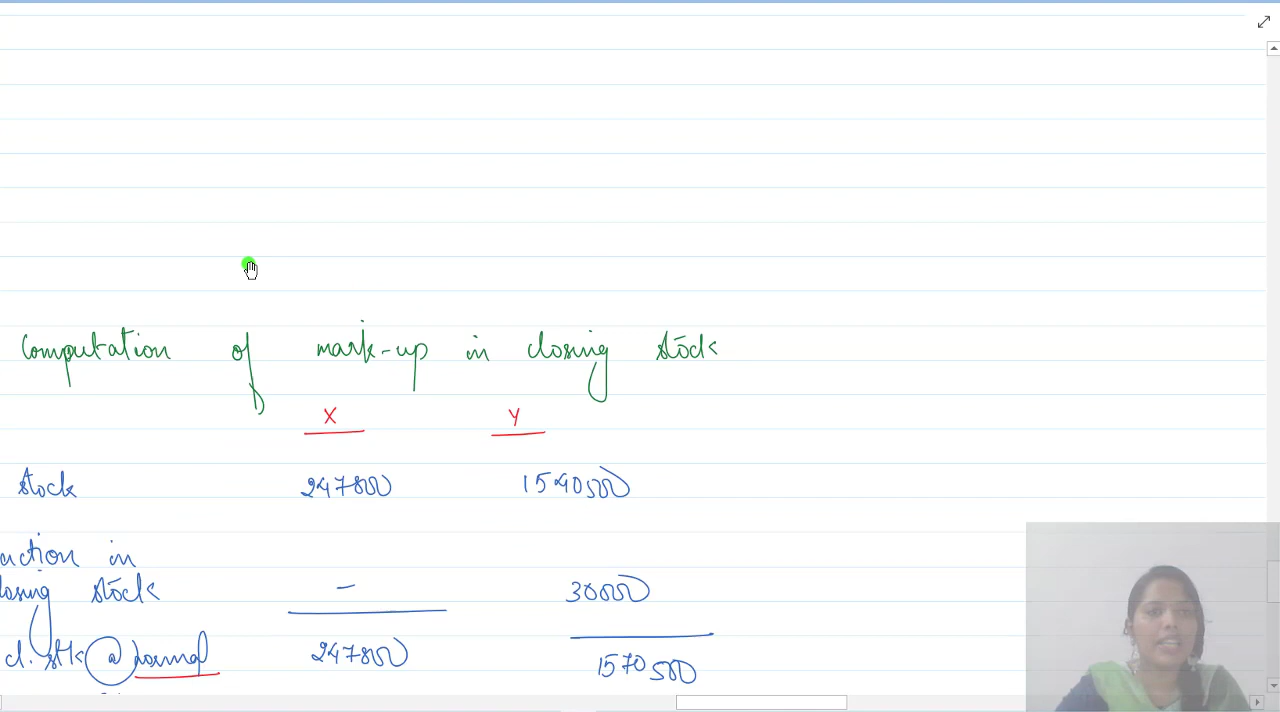 Computation of mark-up in closing stock
X Y
Stock 247800 1540500
uction in
losing stock - 30000
cl. stk @ normal 247800 1570500